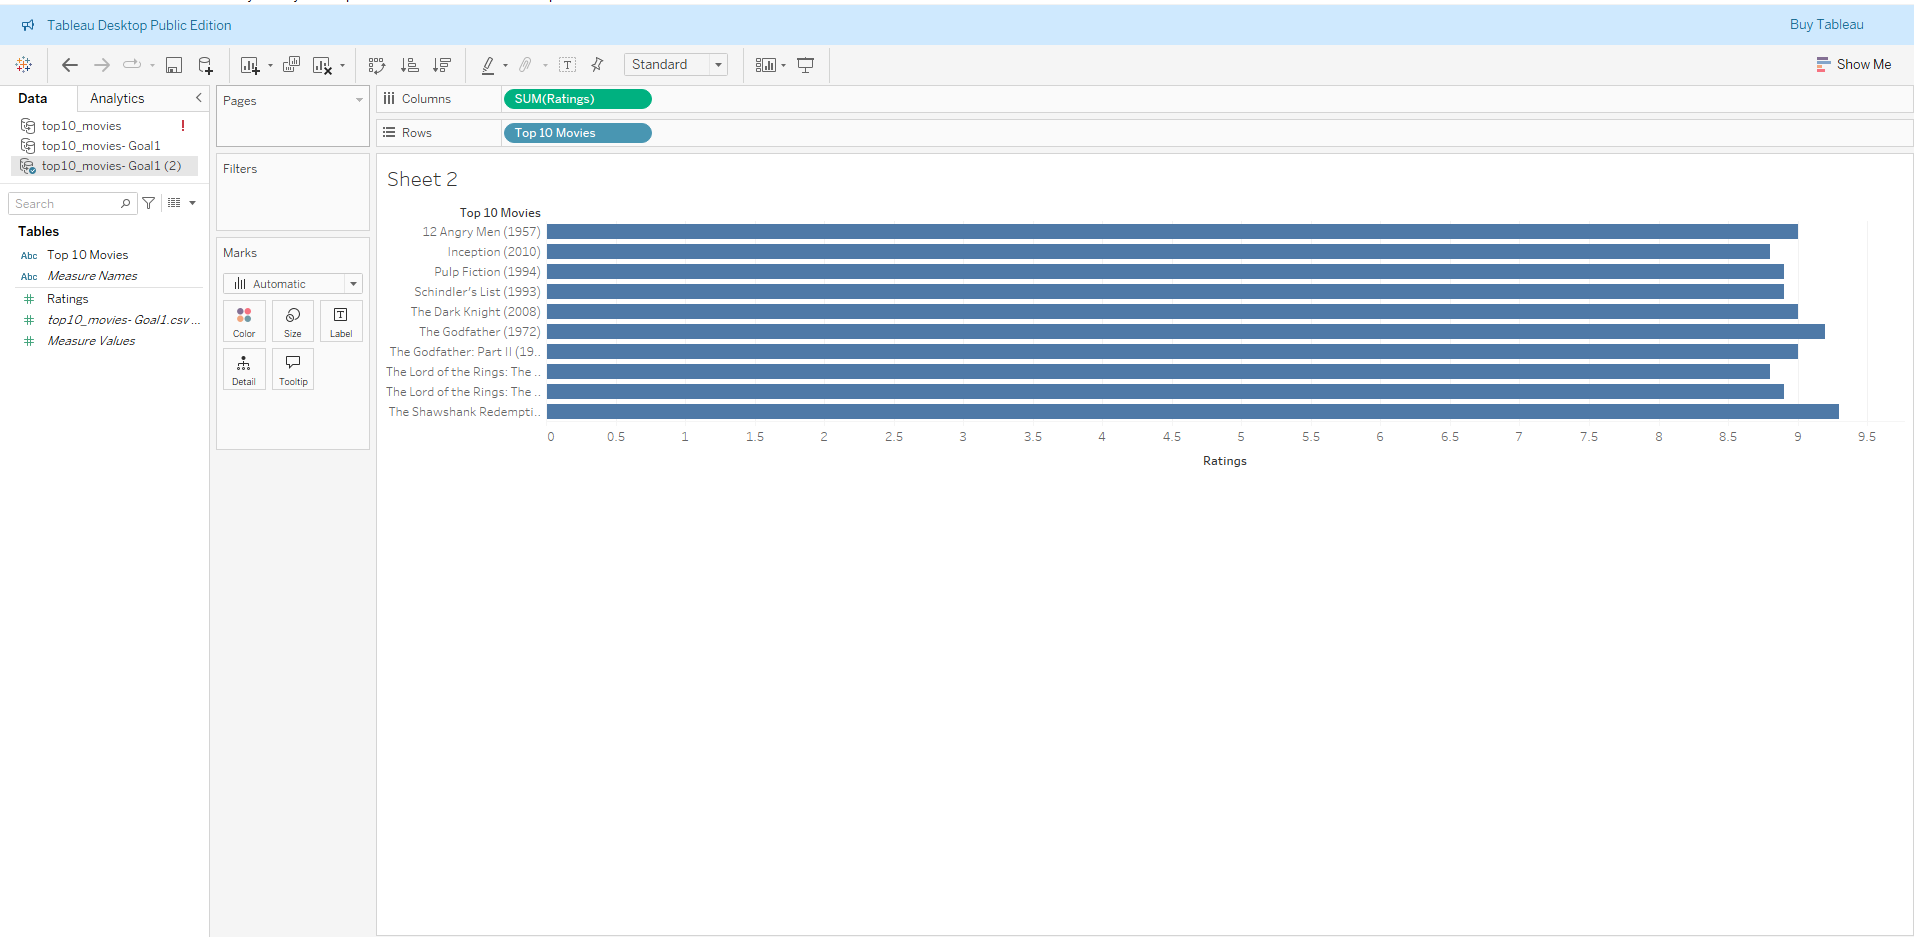 Tableau Desktop Public Edition
Buy Tableau
Standard
Show Me
Data
Analytics
top10_movies
top10_movies- Goal1
top10_movies- Goal1 (2)
Search
Tables
Abc Top 10 Movies
Abc Measure Names
# Ratings
# top10_movies- Goal1.csv ...
# Measure Values
Pages
Filters
Marks
Automatic
Color Size Label
Detail Tooltip
Columns SUM(Ratings)
Rows Top 10 Movies
Sheet 2
Top 10 Movies
12 Angry Men (1957)
Inception (2010)
Pulp Fiction (1994)
Schindler's List (1993)
The Dark Knight (2008)
The Godfather (1972)
The Godfather: Part II (19..
The Lord of the Rings: The ..
The Lord of the Rings: The ..
The Shawshank Redempti..
0 0.5 1 1.5 2 2.5 3 3.5 4 4.5 5 5.5 6 6.5 7 7.5 8 8.5 9 9.5
Ratings